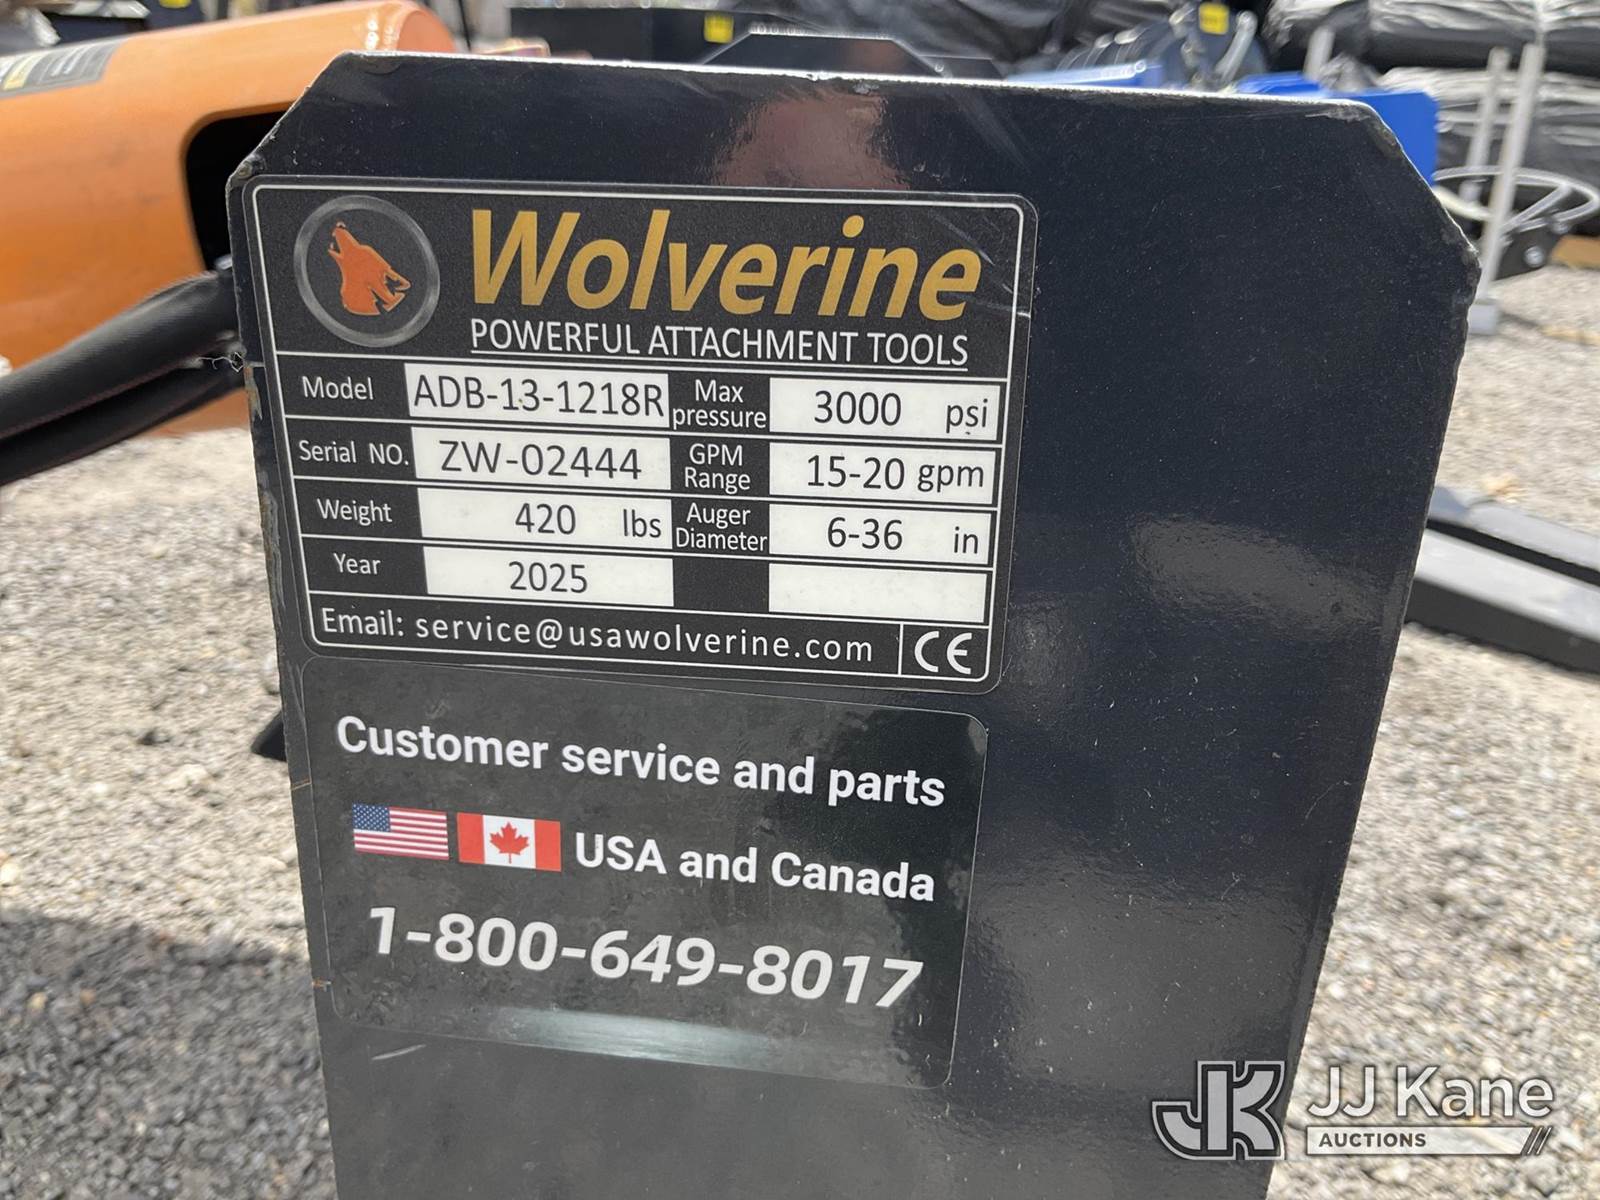 Wolverine
POWERFUL ATTACHMENT TOOLS
Model ADB-13-1218R Max pressure 3000 psi
Serial NO. ZW-02444 GPM Range 15-20 gpm
Weight 420 lbs Auger Diameter 6-36 in
Year 2025
Email: service@usawolverine.com CE
Customer service and parts
USA and Canada
1-800-649-8017
JK JJ Kane
AUCTIONS